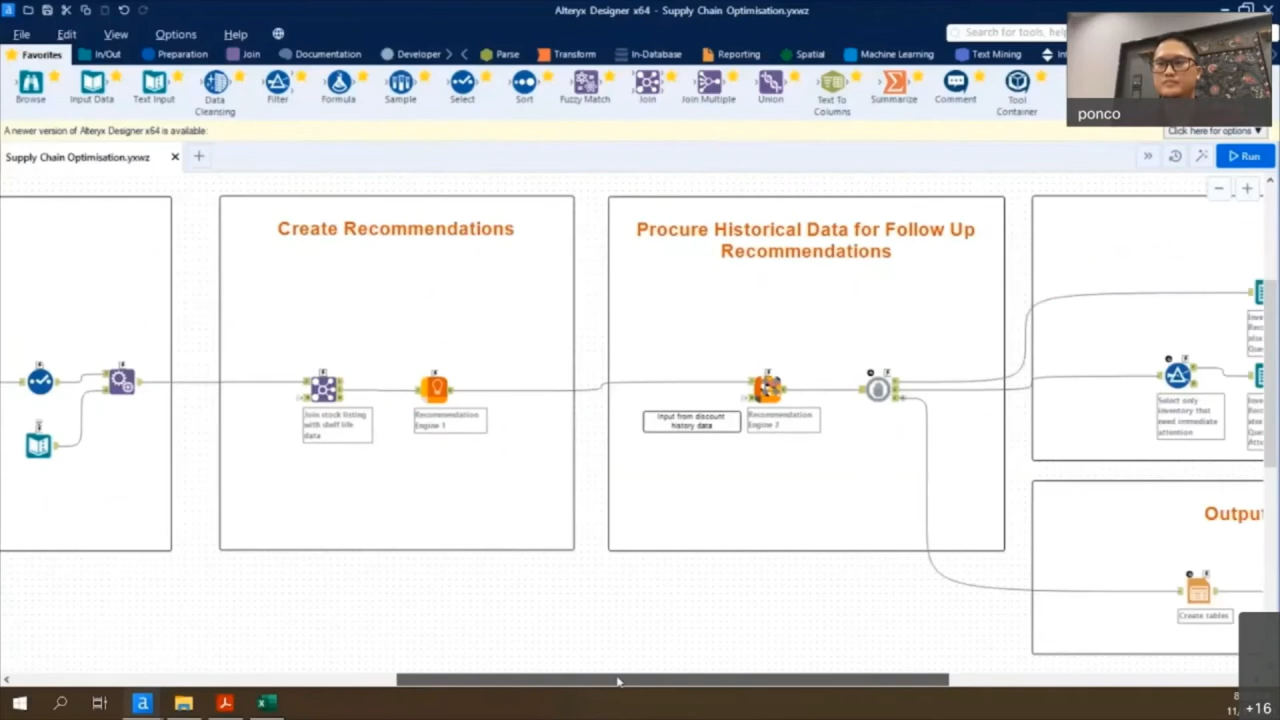 Alteryx Designer x64 - Supply Chain Optimisation.yxwz
File Edit View Options Help
Search for tools, help
Favorites In/Out Preparation Join Documentation Developer Parse Transform In-Database Reporting Spatial Machine Learning Text Mining
Browse Input Data Text Input Data Cleansing Filter Formula Sample Select Sort Fuzzy Match Join Join Multiple Union Text To Columns Summarize Comment Tool Container
ponco
A newer version of Alteryx Designer x64 is available:
Click here for options
Supply Chain Optimisation.yxwz
Run
Create Recommendations
Procure Historical Data for Follow Up
Recommendations
Join stock listing
with shelf life
data
Recommendation
Engine 1
Input from discount
history data
Recommendation
Engine 2
Select only
inventory that
need immediate
attention
Output
Create tables
+16